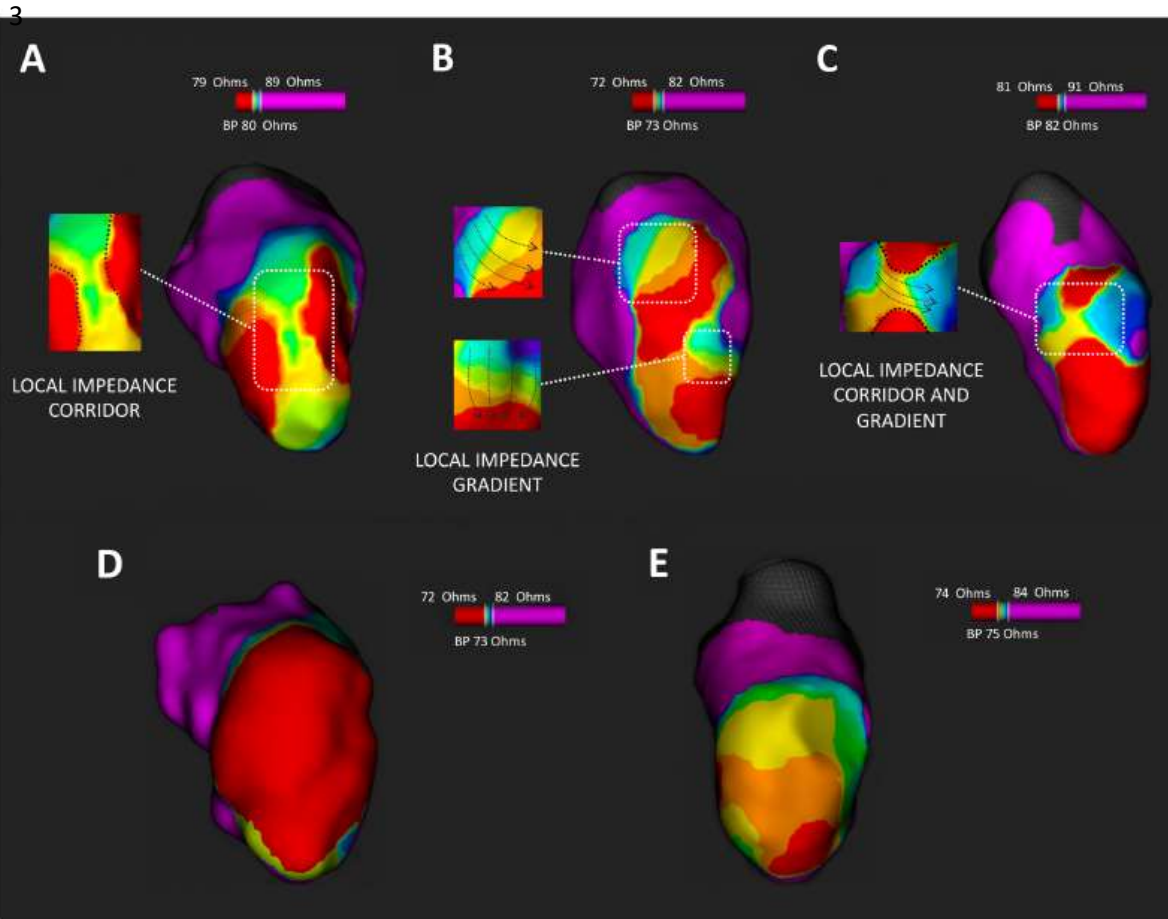 3
A
79 Ohms 89 Ohms
BP 80 Ohms
LOCAL IMPEDANCE
CORRIDOR
B
72 Ohms 82 Ohms
BP 73 Ohms
LOCAL IMPEDANCE
GRADIENT
C
81 Ohms 91 Ohms
BP 82 Ohms
LOCAL IMPEDANCE
CORRIDOR AND
GRADIENT
D
72 Ohms 82 Ohms
BP 73 Ohms
E
74 Ohms 84 Ohms
BP 75 Ohms